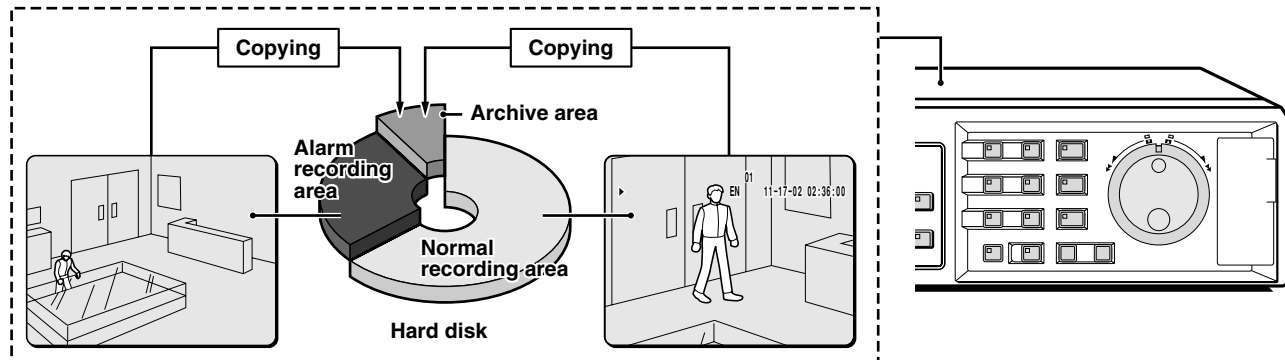 Copying
Copying
Archive area
Alarm
recording
area
01
EN 11-17-02 02:36:00
Normal
recording area
Hard disk